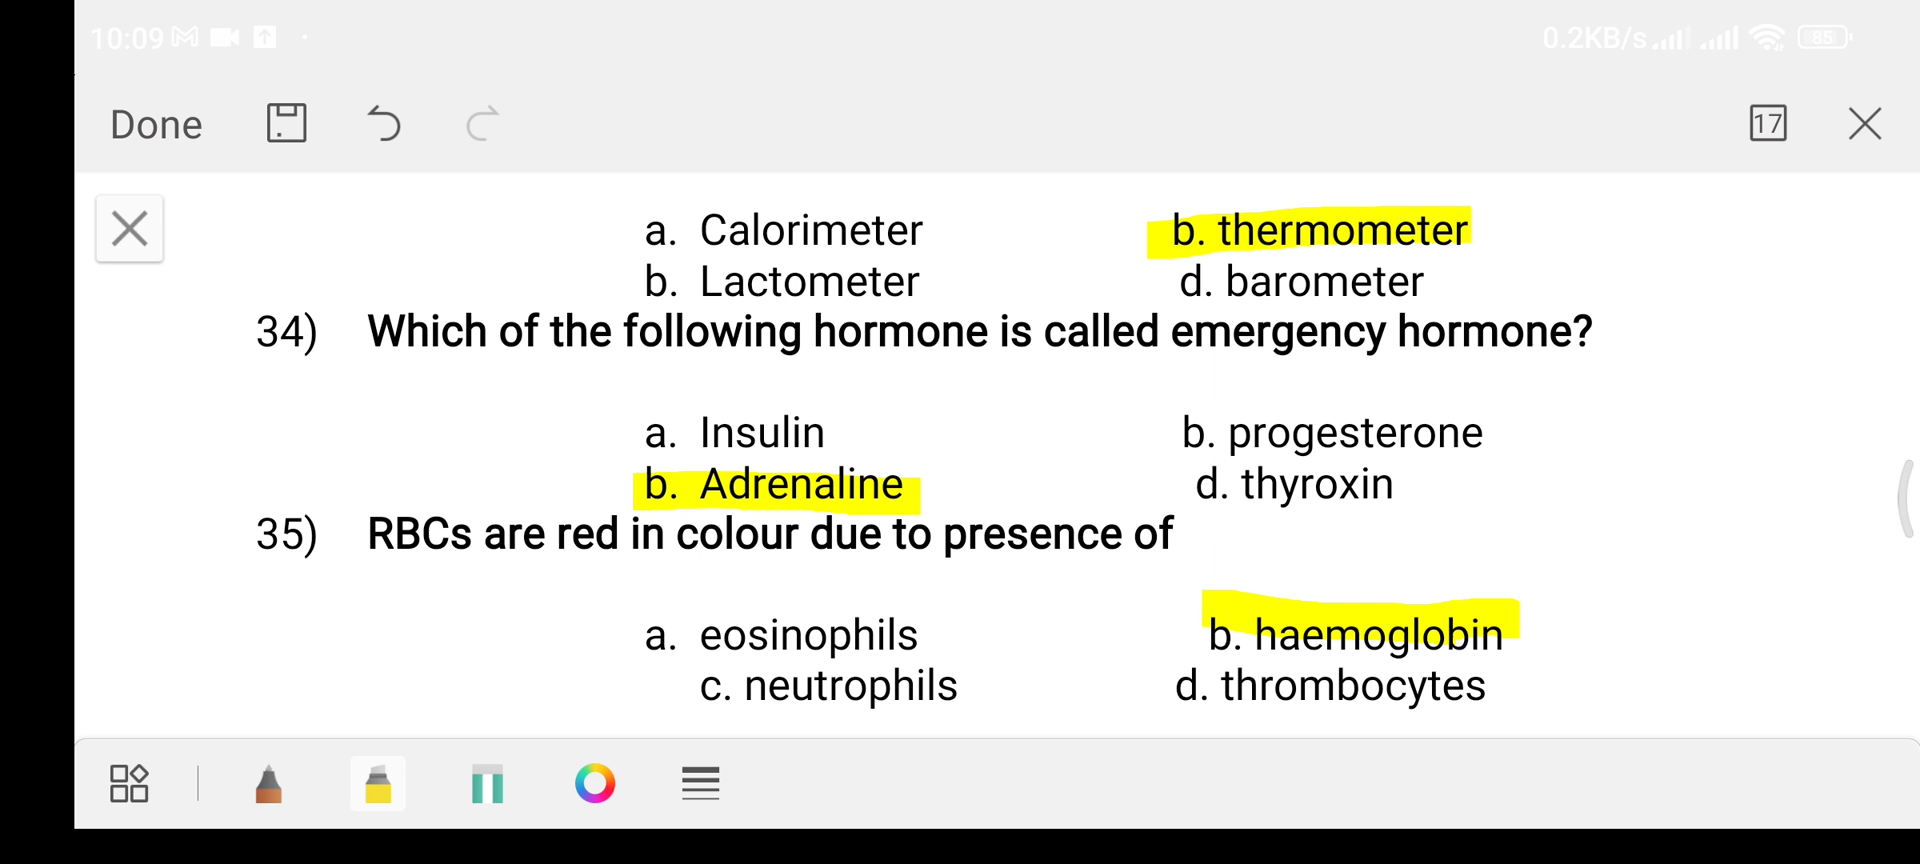 10:09 0.2KB/s 85
Done 17
a. Calorimeter b. thermometer
b. Lactometer d. barometer
34) Which of the following hormone is called emergency hormone?
a. Insulin b. progesterone
b. Adrenaline d. thyroxin
35) RBCs are red in colour due to presence of
a. eosinophils b. haemoglobin
c. neutrophils d. thrombocytes